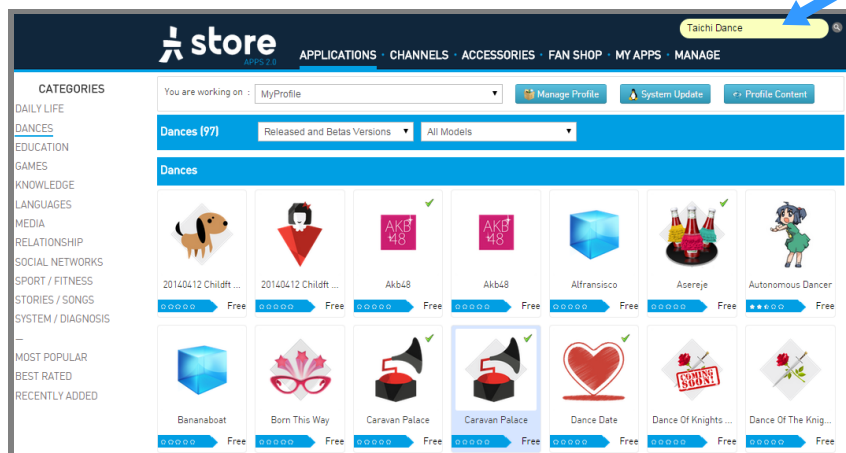 Taichi Dance
store
APPS 2.0
APPLICATIONS · CHANNELS · ACCESSORIES · FAN SHOP · MY APPS · MANAGE
CATEGORIES
DAILY LIFE
DANCES
EDUCATION
GAMES
KNOWLEDGE
LANGUAGES
MEDIA
RELATIONSHIP
SOCIAL NETWORKS
SPORT / FITNESS
STORIES / SONGS
SYSTEM / DIAGNOSIS
—
MOST POPULAR
BEST RATED
RECENTLY ADDED
You are working on : MyProfile Manage Profile System Update Profile Content
Dances (97) Released and Betas Versions All Models
Dances
AKB
48
AKB
48
20140412 Childft ... 20140412 Childft ... Akb48 Akb48 Alfransisco Asereje Autonomous Dancer
Free Free Free Free Free Free Free
COMING
SOON!
Bananaboat Born This Way Caravan Palace Caravan Palace Dance Date Dance Of Knights ... Dance Of The Knig...
Free Free Free Free Free Free Free